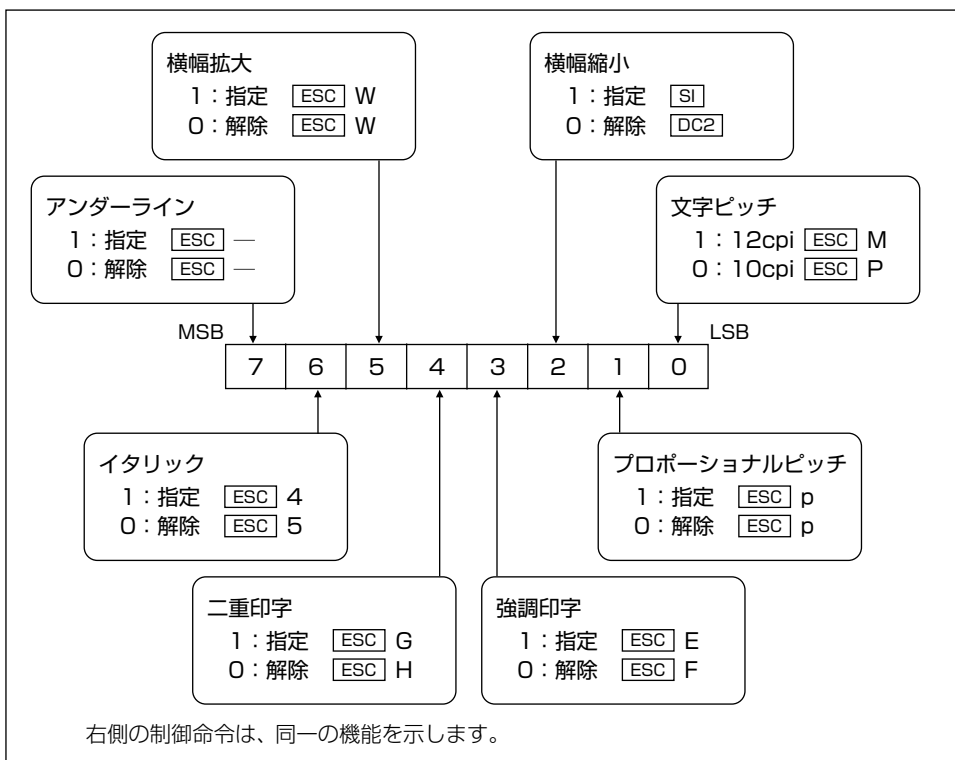 横幅拡大
1：指定 ESC W
0：解除 ESC W
横幅縮小
1：指定 SI
0：解除 DC2
アンダーライン
1：指定 ESC —
0：解除 ESC —
文字ピッチ
1：12cpi ESC M
0：10cpi ESC P
MSB
LSB
7 6 5 4 3 2 1 0
イタリック
1：指定 ESC 4
0：解除 ESC 5
プロポーショナルピッチ
1：指定 ESC p
0：解除 ESC p
二重印字
1：指定 ESC G
0：解除 ESC H
強調印字
1：指定 ESC E
0：解除 ESC F
右側の制御命令は、同一の機能を示します。